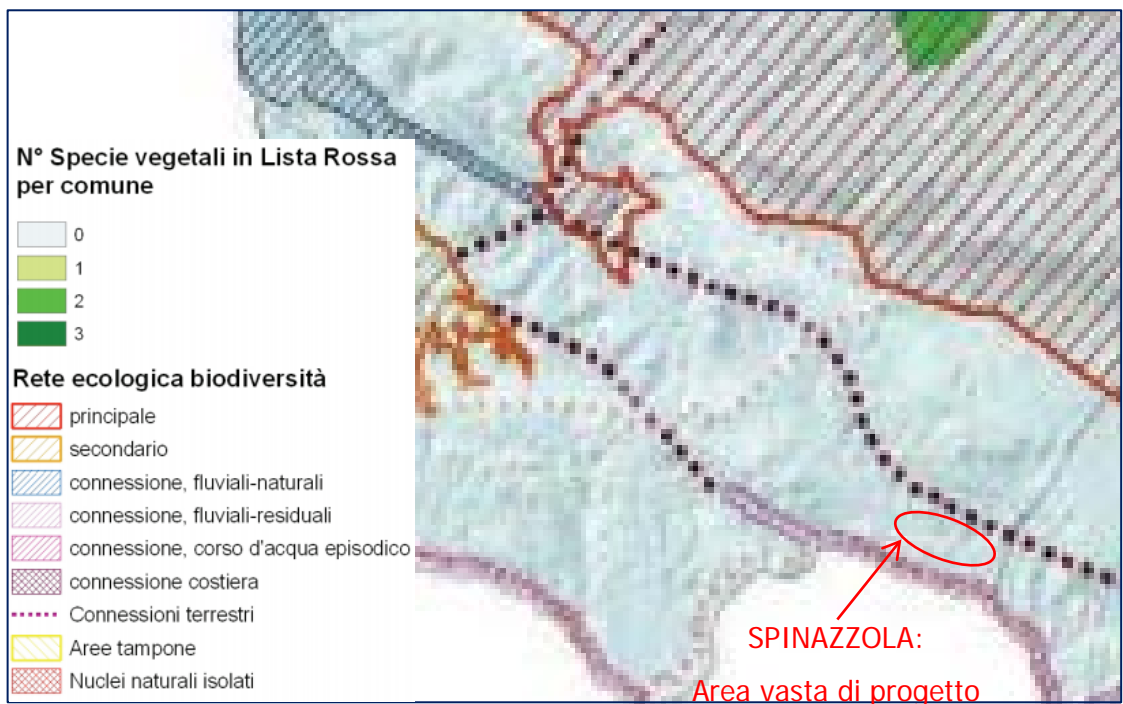 N° Specie vegetali in Lista Rossa
per comune
0
1
2
3
Rete ecologica biodiversità
principale
secondario
connessione, fluviali-naturali
connessione, fluviali-residuali
connessione, corso d'acqua episodico
connessione costiera
Connessioni terrestri
Aree tampone
Nuclei naturali isolati
SPINAZZOLA:
Area vasta di progetto